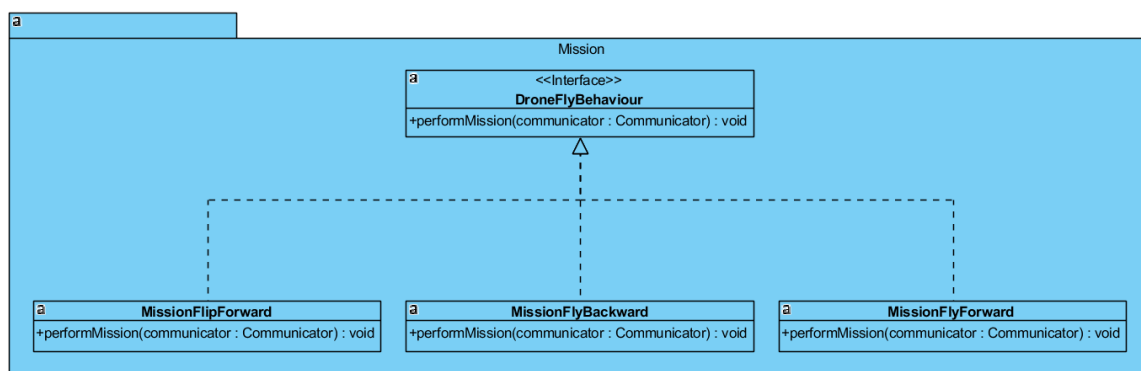 a
Mission
a
<<Interface>>
DroneFlyBehaviour
+performMission(communicator : Communicator) : void
a
MissionFlipForward
+performMission(communicator : Communicator) : void
a
MissionFlyBackward
+performMission(communicator : Communicator) : void
a
MissionFlyForward
+performMission(communicator : Communicator) : void